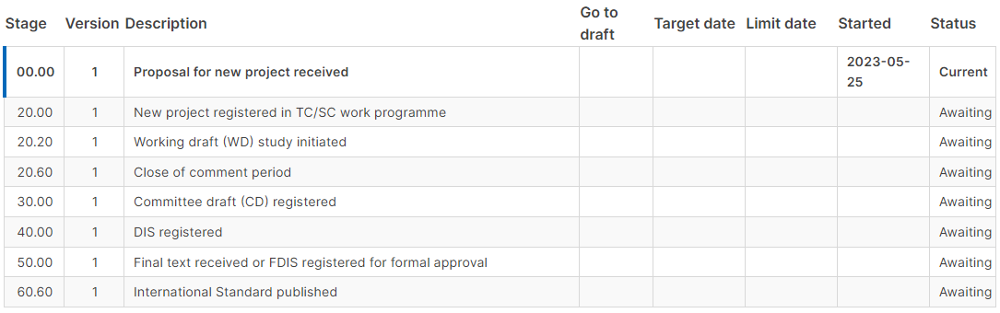 Stage Version Description Go to draft Target date Limit date Started Status
00.00 1 Proposal for new project received 2023-05-25 Current
20.00 1 New project registered in TC/SC work programme Awaiting
20.20 1 Working draft (WD) study initiated Awaiting
20.60 1 Close of comment period Awaiting
30.00 1 Committee draft (CD) registered Awaiting
40.00 1 DIS registered Awaiting
50.00 1 Final text received or FDIS registered for formal approval Awaiting
60.60 1 International Standard published Awaiting